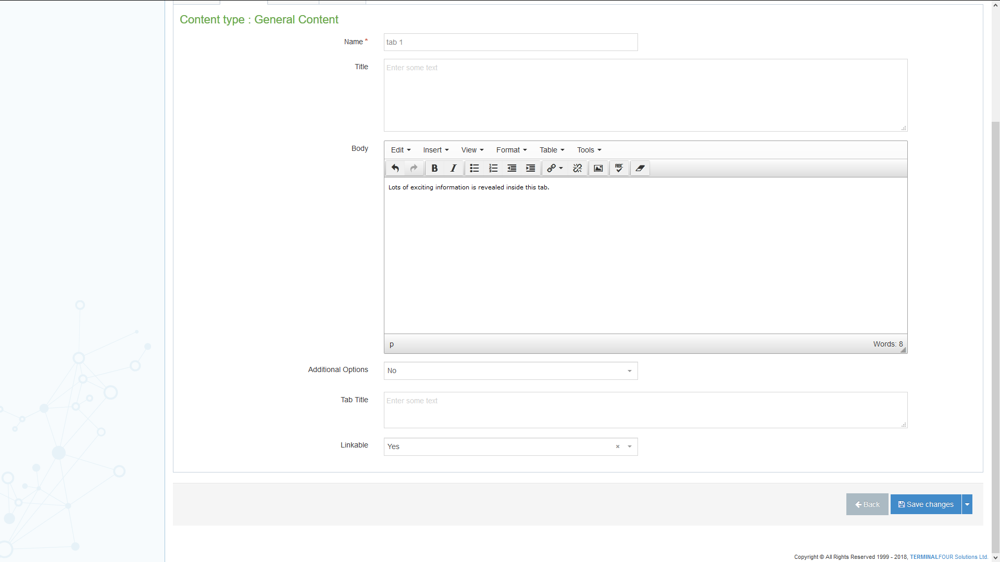 Content type : General Content
Name *
tab 1
Title
Enter some text
Body
Edit Insert View Format Table Tools
B I ABC
Lots of exciting information is revealed inside this tab.
p
Words: 8
Additional Options
No
Tab Title
Enter some text
Linkable
Yes
Back
Save changes
Copyright © All Rights Reserved 1999 - 2018, TERMINALFOUR Solutions Ltd.